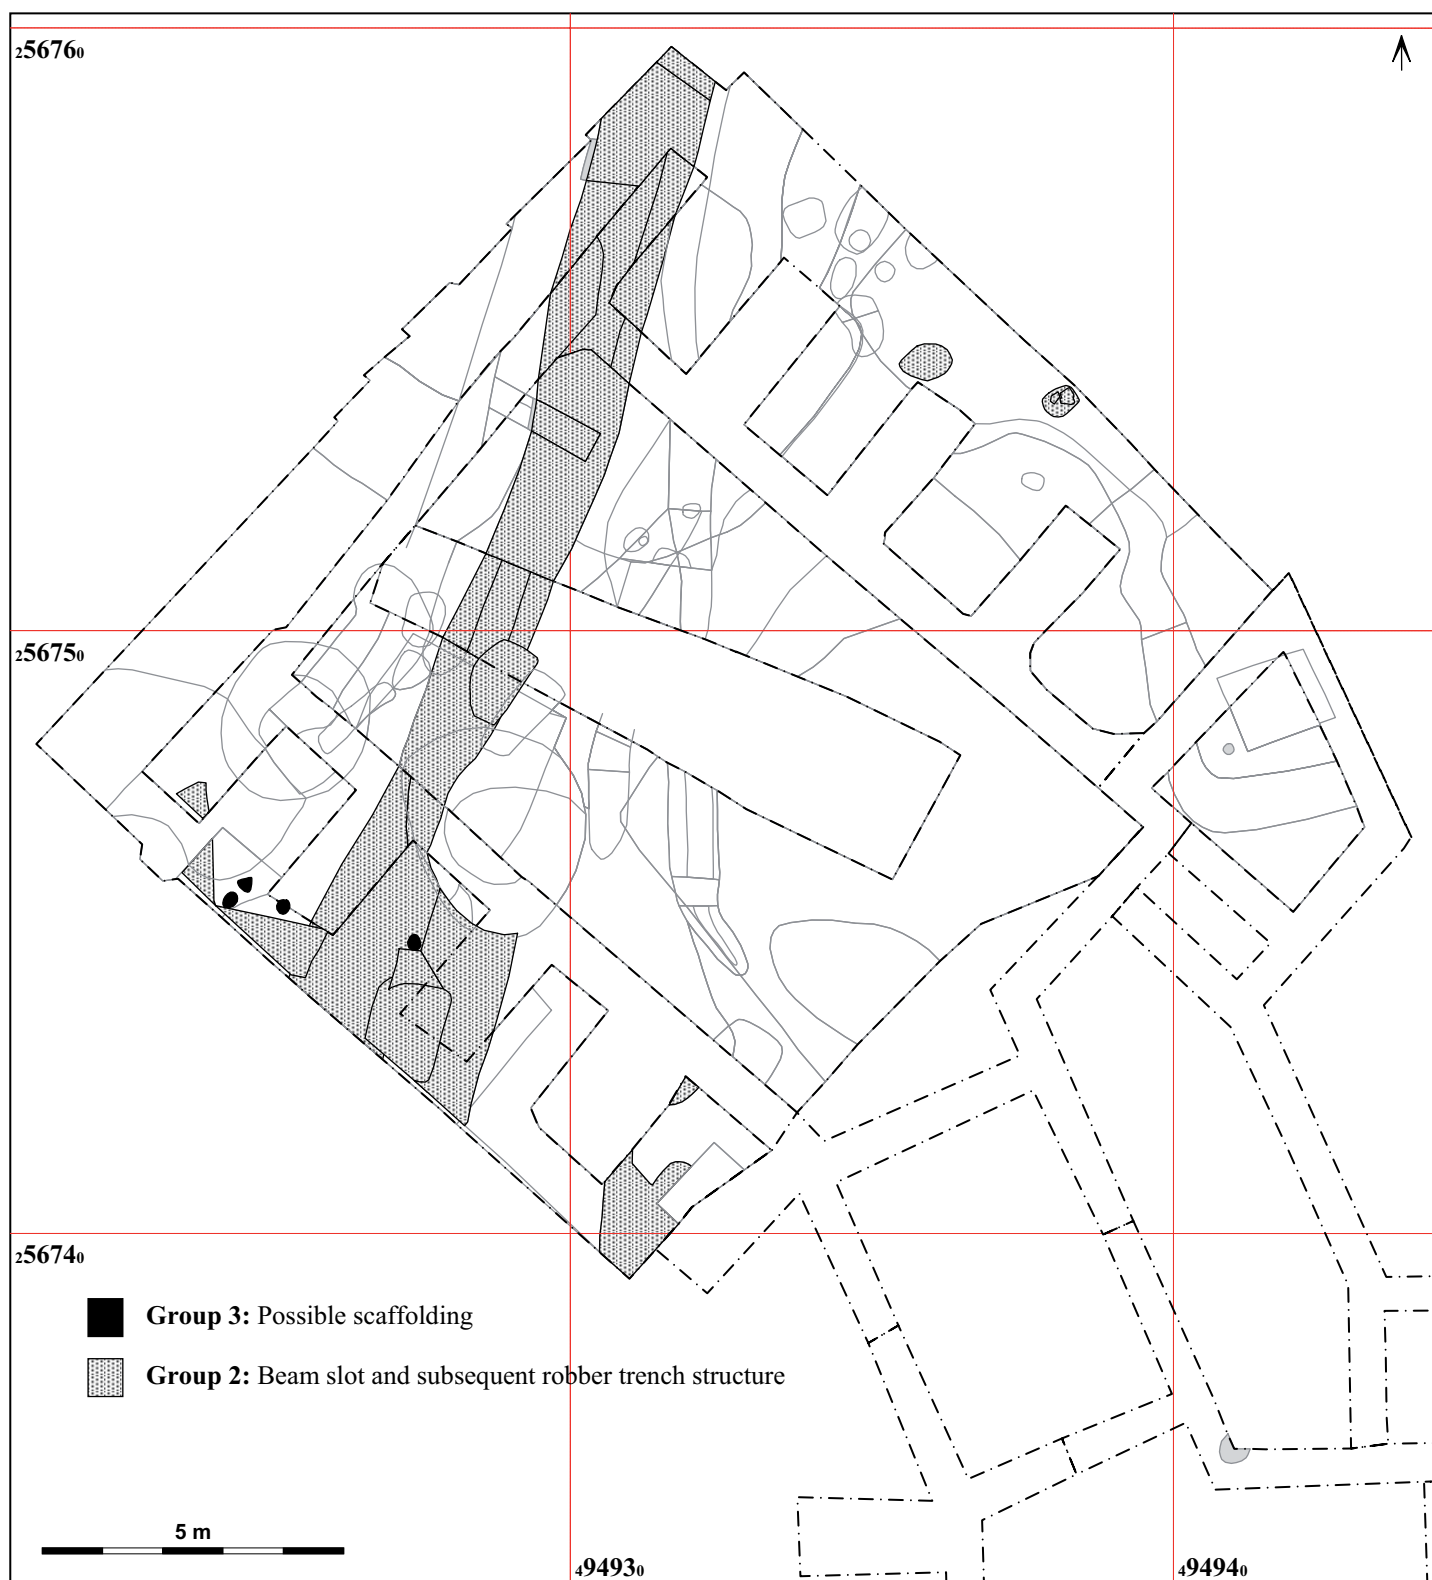 256760
256750
256740
Group 3: Possible scaffolding
Group 2: Beam slot and subsequent robber trench structure
5 m
494930
494940